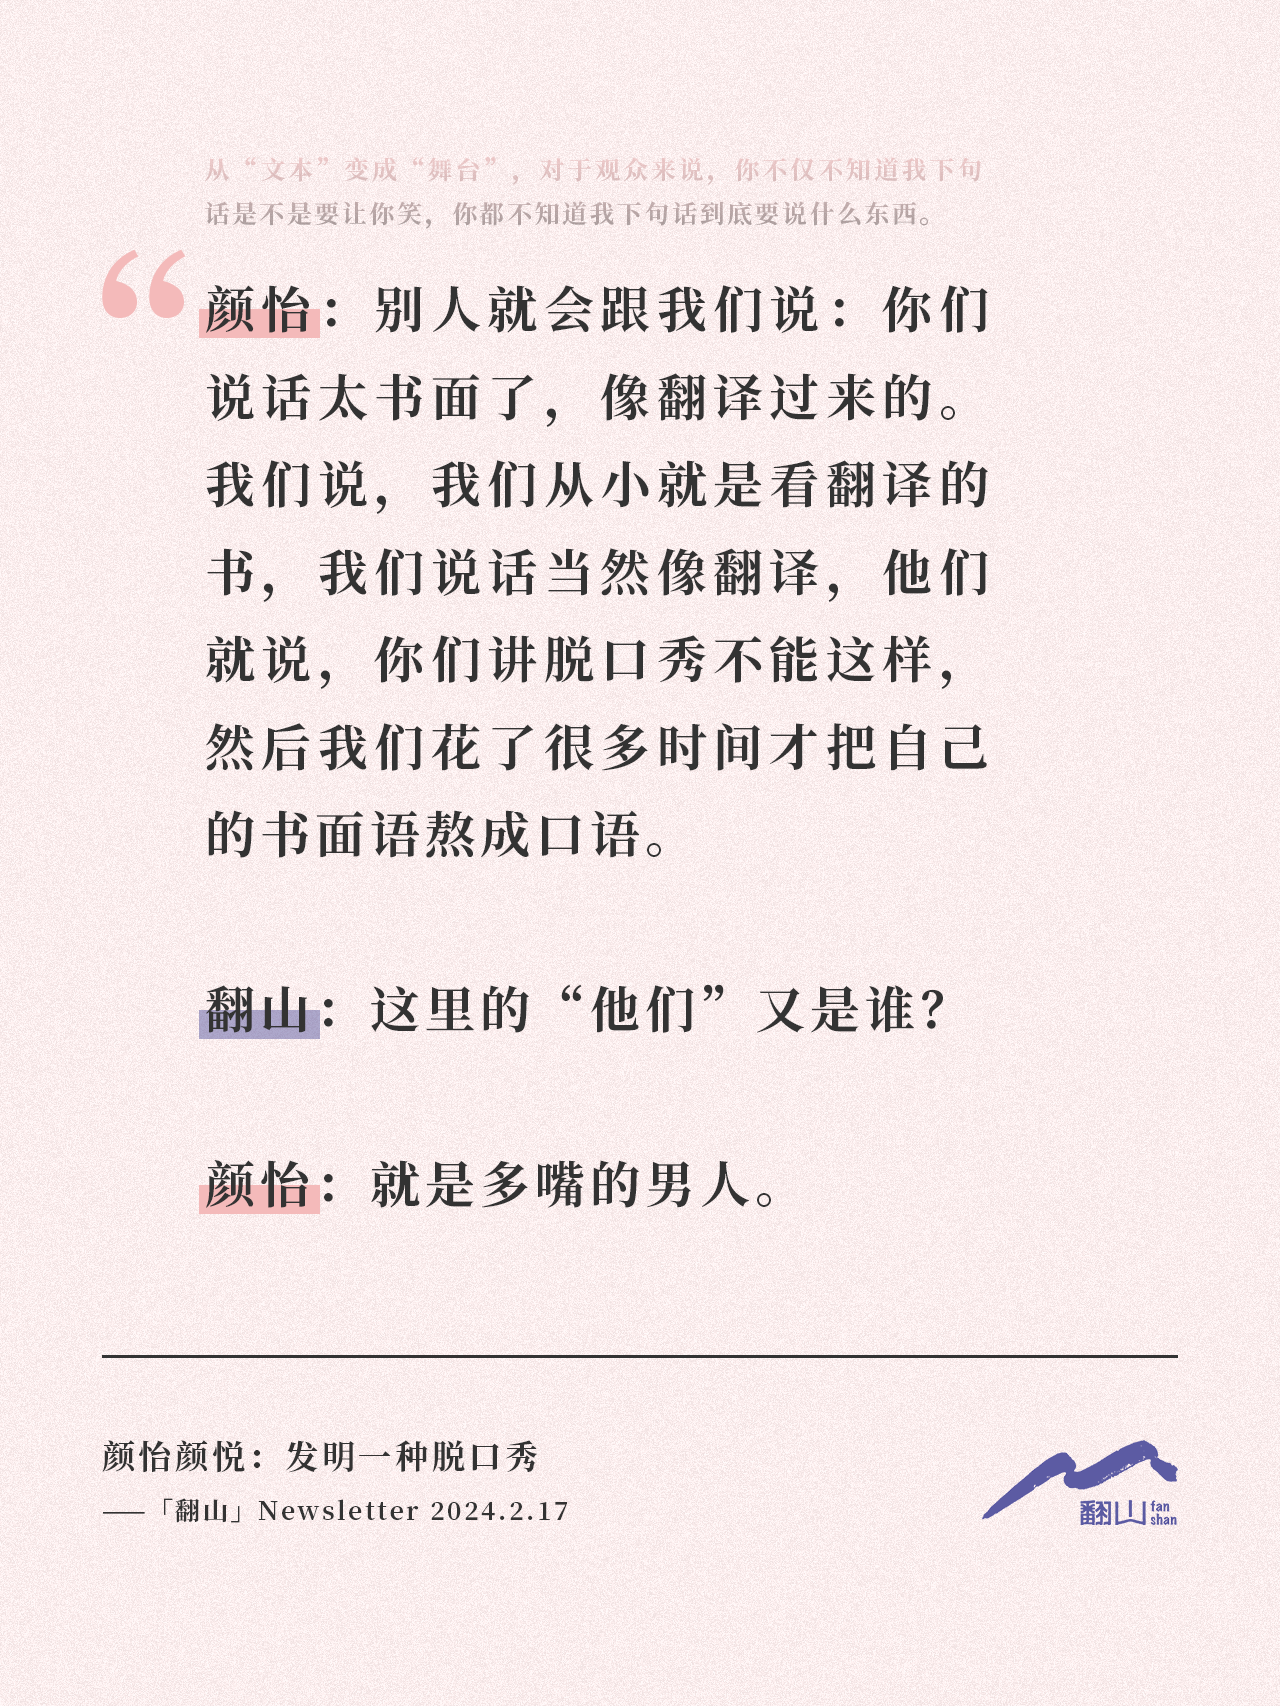 从“文本”变成“舞台”，对于观众来说，你不仅不知道我下句
话是不是要让你笑，你都不知道我下句话到底要说什么东西。
颜怡：别人就会跟我们说：你们
说话太书面了，像翻译过来的。
我们说，我们从小就是看翻译的
书，我们说话当然像翻译，他们
就说，你们讲脱口秀不能这样，
然后我们花了很多时间才把自己
的书面语熬成口语。
翻山：这里的“他们”又是谁？
颜怡：就是多嘴的男人。
颜怡颜悦：发明一种脱口秀
——「翻山」Newsletter 2024.2.17
翻山 fan
shan